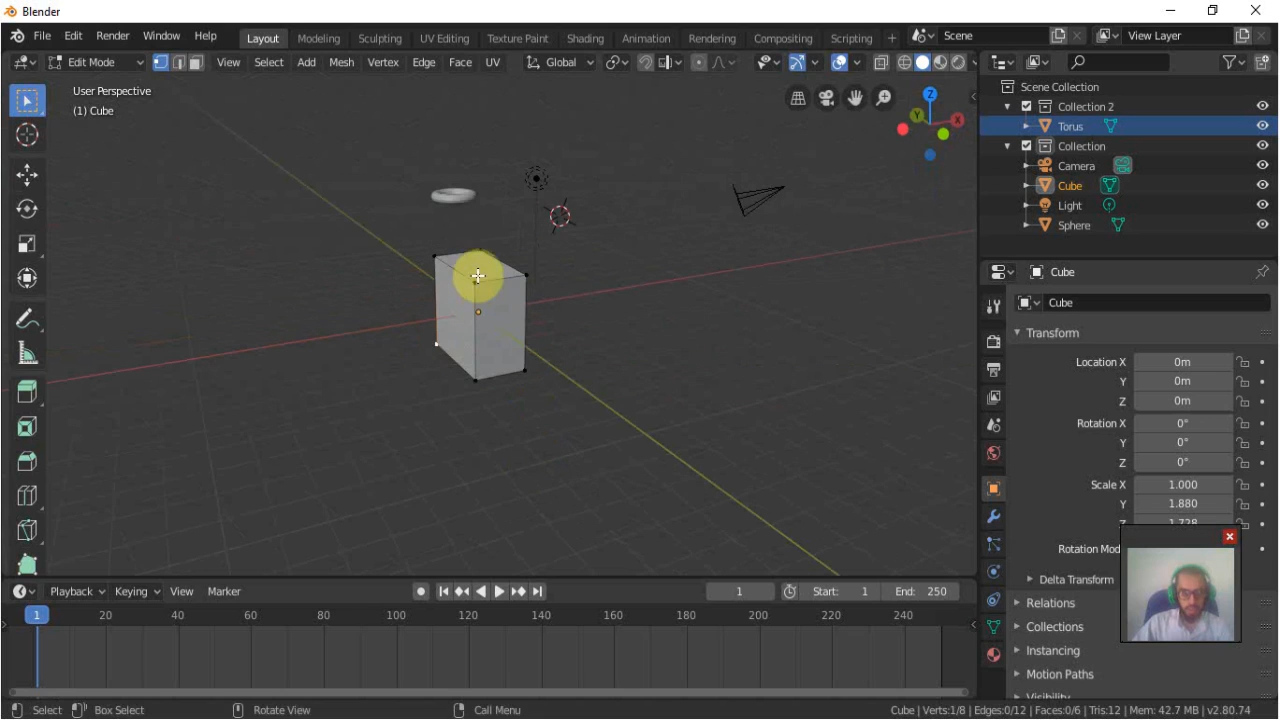 Blender
File Edit Render Window Help Layout Modeling Sculpting UV Editing Texture Paint Shading Animation Rendering Compositing Scripting + Scene View Layer
Edit Mode View Select Add Mesh Vertex Edge Face UV Global
User Perspective
(1) Cube
Z
Y
X
Scene Collection
Collection 2
Torus
Collection
Camera
Cube
Light
Sphere
Cube
Cube
Transform
Location X 0m
Y 0m
Z 0m
Rotation X 0°
Y 0°
Z 0°
Scale X 1.000
Y 1.880
Z 1.728
Rotation Mod
Delta Transform
Relations
Collections
Instancing
Motion Paths
Visibility
Playback Keying View Marker 1 Start: 1 End: 250
1 20 40 60 80 100 120 140 160 180 200 220 240
Select Box Select Rotate View Call Menu Cube | Verts:1/8 | Edges:0/12 | Faces:0/6 | Tris:12 | Mem: 42.7 MB | v2.80.74